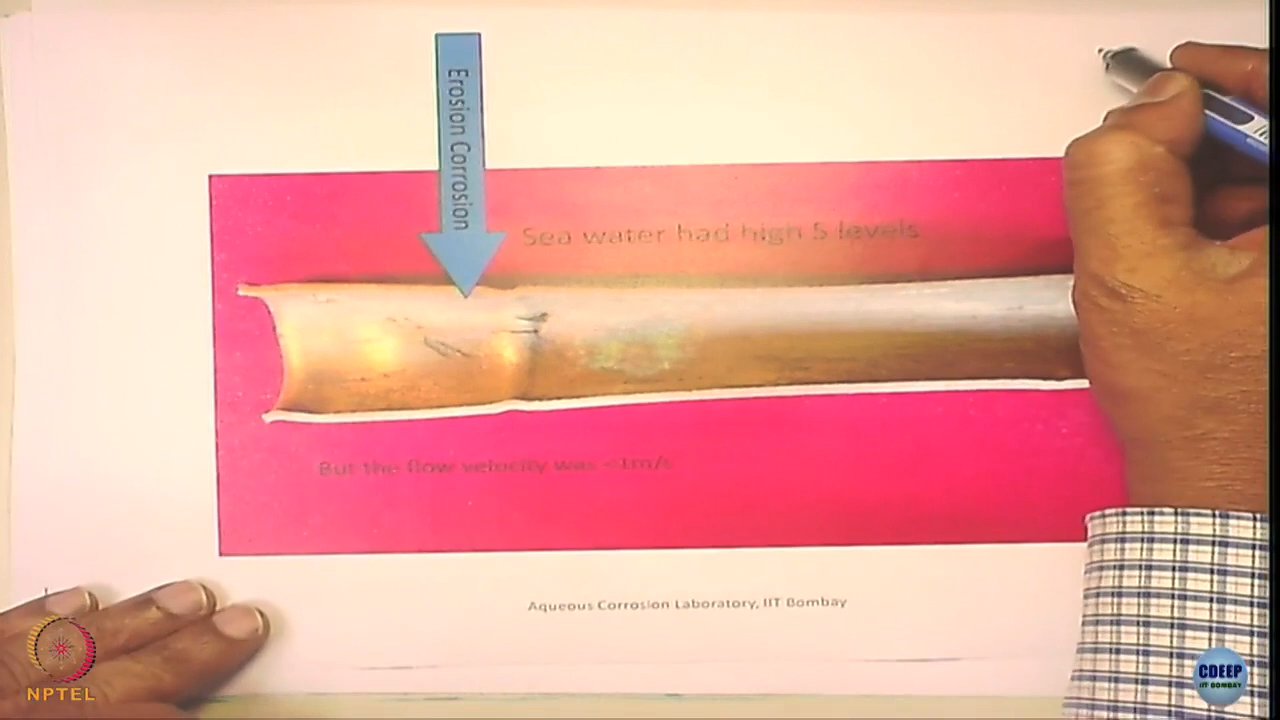 Erosion Corrosion
Sea water had high S levels
But the flow velocity was <1m/s
Aqueous Corrosion Laboratory, IIT Bombay
NPTEL
CDEEP
IIT BOMBAY